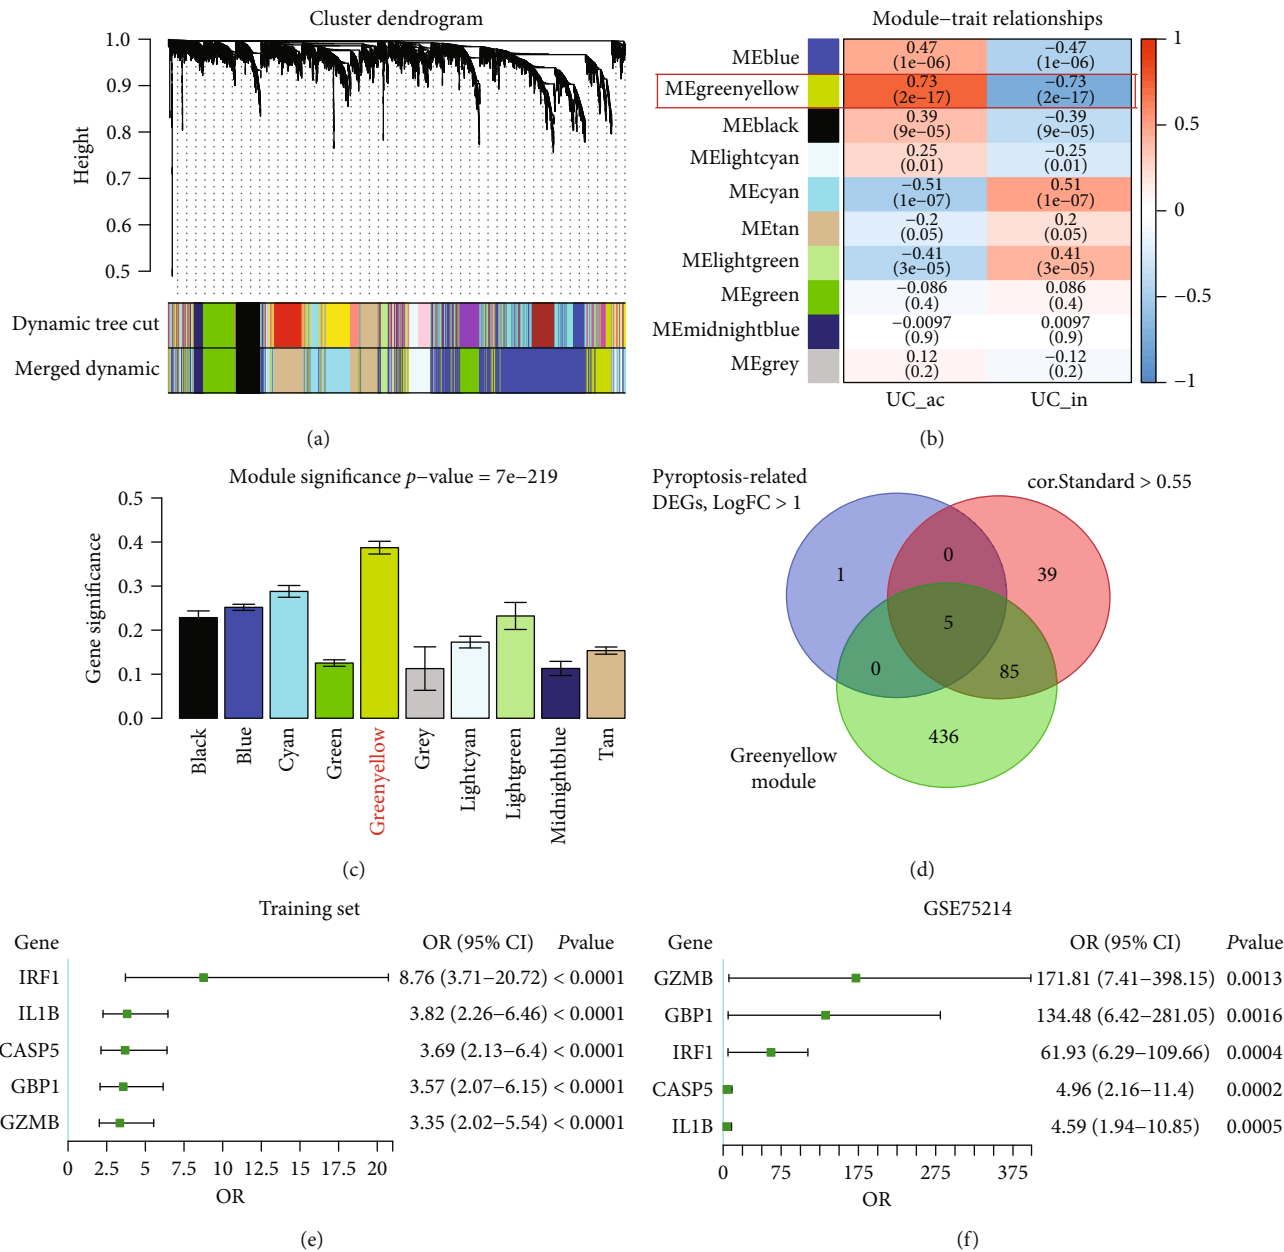 Cluster dendrogram
1.0
0.9
0.8
0.7
0.6
0.5
Height
Dynamic tree cut
Merged dynamic
(a)
Module−trait relationships
MEblue 0.47 (1e−06) −0.47 (1e−06)
MEgreenyellow 0.73 (2e−17) −0.73 (2e−17)
MEblack 0.39 (9e−05) −0.39 (9e−05)
MElightcyan 0.25 (0.01) −0.25 (0.01)
MEcyan −0.51 (1e−07) 0.51 (1e−07)
MEtan −0.2 (0.05) 0.2 (0.05)
MElightgreen −0.41 (3e−05) 0.41 (3e−05)
MEgreen −0.086 (0.4) 0.086 (0.4)
MEmidnightblue −0.0097 (0.9) 0.0097 (0.9)
MEgrey 0.12 (0.2) −0.12 (0.2)
UC_ac UC_in
1
0.5
0
−0.5
−1
(b)
Module significance p−value = 7e−219
0.5
0.4
0.3
0.2
0.1
0.0
Gene significance
Black
Blue
Cyan
Green
Greenyellow
Grey
Lightcyan
Lightgreen
Midnightblue
Tan
(c)
Pyroptosis-related
DEGs, LogFC > 1
cor.Standard > 0.55
1
0
39
5
0
85
436
Greenyellow
module
(d)
Training set
Gene OR (95% CI) Pvalue
IRF1 8.76 (3.71−20.72) < 0.0001
IL1B 3.82 (2.26−6.46) < 0.0001
CASP5 3.69 (2.13−6.4) < 0.0001
GBP1 3.57 (2.07−6.15) < 0.0001
GZMB 3.35 (2.02−5.54) < 0.0001
0 2.5 5 7.5 10 12.5 15 17.5 20
OR
(e)
GSE75214
Gene OR (95% CI) Pvalue
GZMB 171.81 (7.41−398.15) 0.0013
GBP1 134.48 (6.42−281.05) 0.0016
IRF1 61.93 (6.29−109.66) 0.0004
CASP5 4.96 (2.16−11.4) 0.0002
IL1B 4.59 (1.94−10.85) 0.0005
0 75 175 275 375
OR
(f)